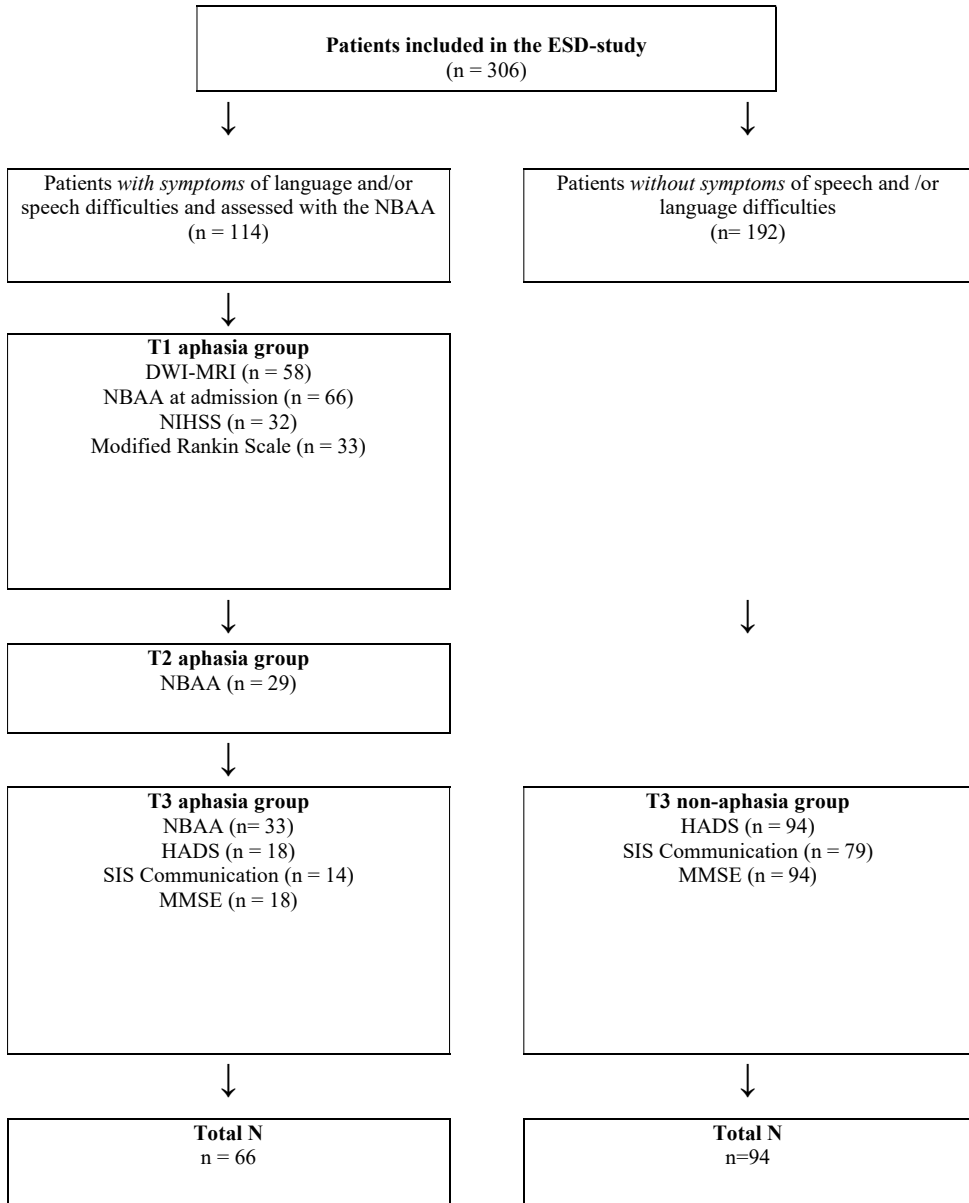 Patients included in the ESD-study
(n = 306)
↓
↓
Patients with symptoms of language and/or
speech difficulties and assessed with the NBAA
(n = 114)
Patients without symptoms of speech and /or
language difficulties
(n= 192)
↓
T1 aphasia group
DWI-MRI (n = 58)
NBAA at admission (n = 66)
NIHSS (n = 32)
Modified Rankin Scale (n = 33)
↓
↓
T2 aphasia group
NBAA (n = 29)
↓
T3 aphasia group
NBAA (n= 33)
HADS (n = 18)
SIS Communication (n = 14)
MMSE (n = 18)
T3 non-aphasia group
HADS (n = 94)
SIS Communication (n = 79)
MMSE (n = 94)
↓
↓
Total N
n = 66
Total N
n=94